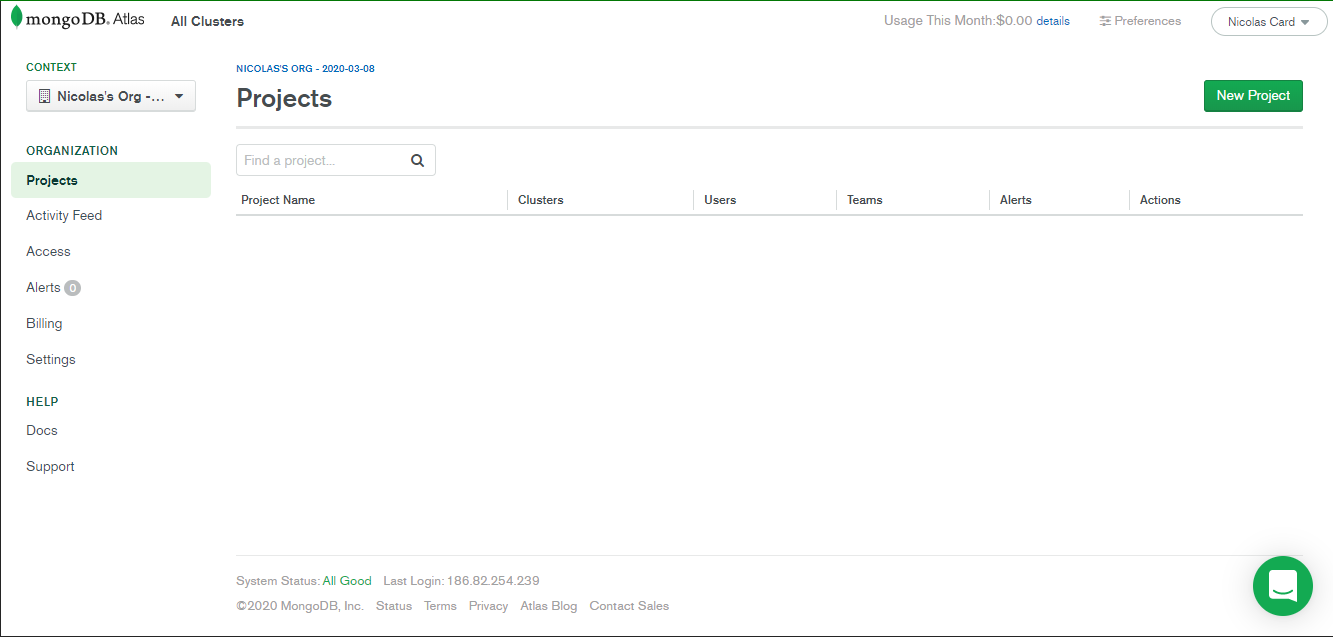 mongoDB. Atlas
All Clusters
Usage This Month:$0.00 details
Preferences
Nicolas Card
CONTEXT
Nicolas's Org -...
ORGANIZATION
Projects
Activity Feed
Access
Alerts 0
Billing
Settings
HELP
Docs
Support
NICOLAS'S ORG - 2020-03-08
Projects
New Project
Find a project...
Project Name Clusters Users Teams Alerts Actions
System Status: All Good Last Login: 186.82.254.239
©2020 MongoDB, Inc. Status Terms Privacy Atlas Blog Contact Sales